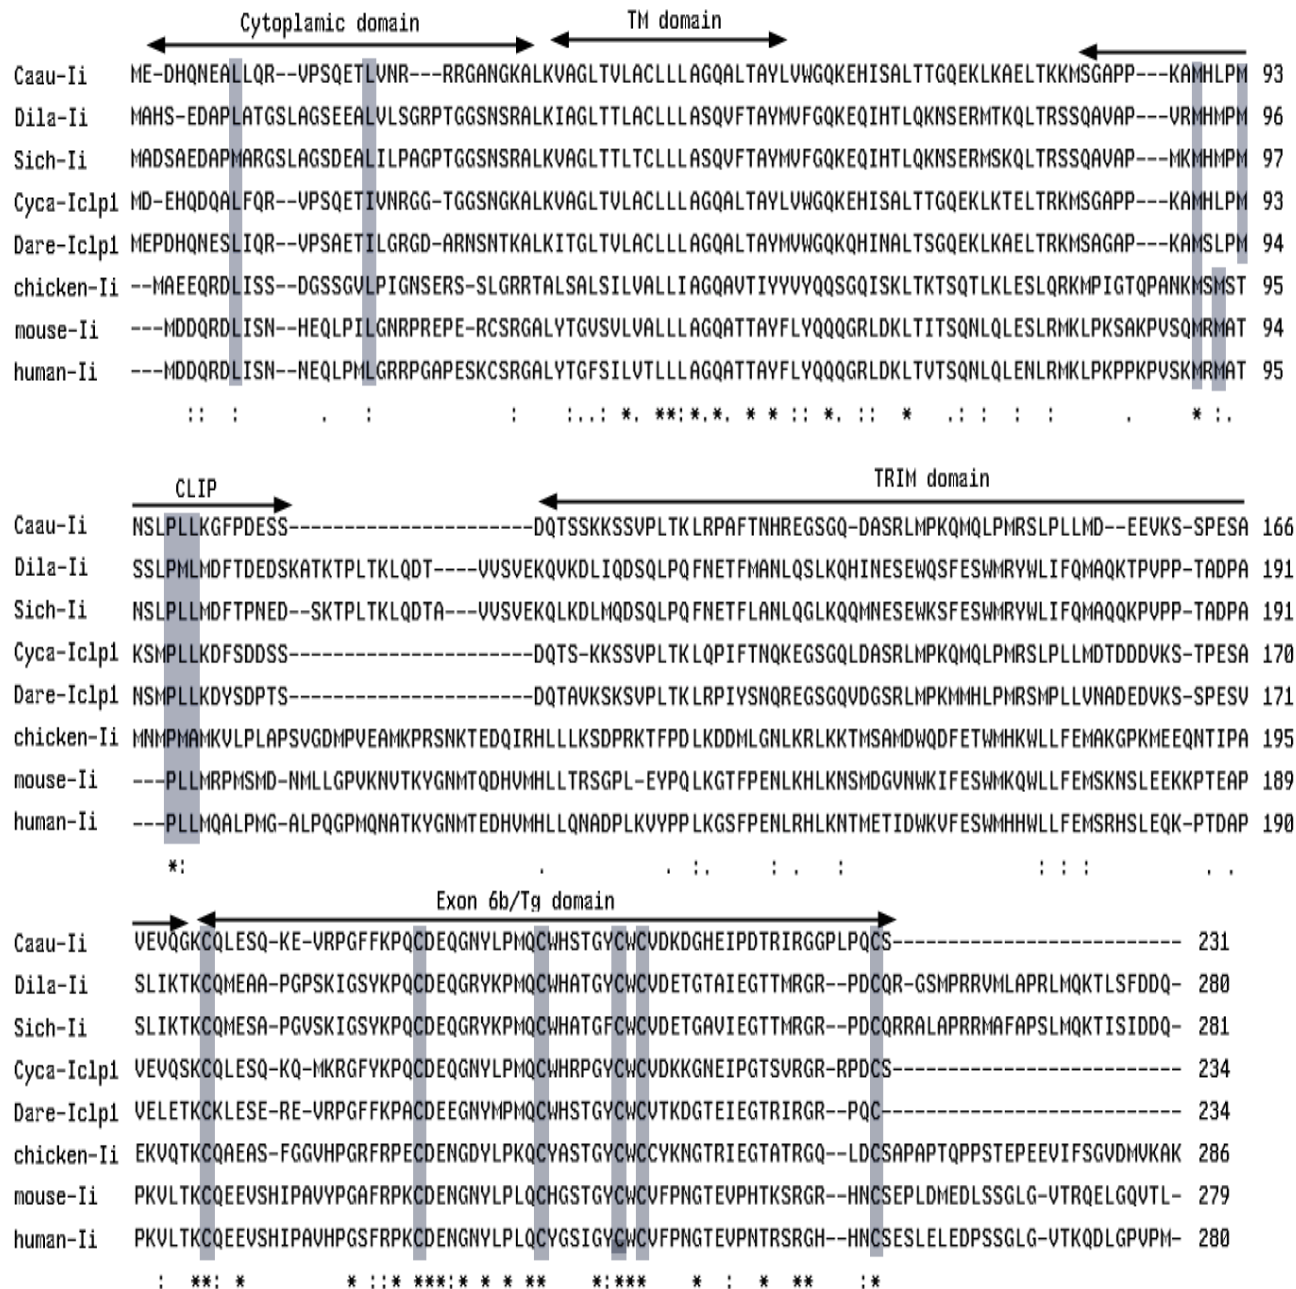 Cytoplamic domain TM domain
Caau-Ii ME-DHQNEALLQR--VPSQETLVNR---RRGANGKALKVAGLTVLACLLLAGQALTAYLVWGQKEHISALTTGQEKLKAELTKKMSGAPP---KAMHLPM 93
Dila-Ii MAHS-EDAPLATGSLAGSEEALVLSGRPTGGSNSRALKIAGLTTLACLLLASQVFTAYMVFGQKEQIHTLQKNSERMTKQLTRSSQAVAP---VRMHMPM 96
Sich-Ii MADSAEDAPMARGSLAGSDEALILPAGPTGGSNSRALKVAGLTTLTCLLLASQVFTAYMVFGQKEQIHTLQKNSERMSKQLTRSSQAVAP---MKMHMPM 97
Cyca-Iclp1 MD-EHQDQALFQR--VPSQETIVNRGG-TGGSNGKALKVAGLTVLACLLLAGQALTAYLVWGQKEHISALTTGQEKLKTELTRKMSGAPP---KAMHLPM 93
Dare-Iclp1 MEPDHQNESLIQR--VPSAETILGRGD-ARNSNTKALKITGLTVLACLLLAGQALTAYMVWGQKQHINALTSGQEKLKAELTRKMSAGAP---KAMSLPM 94
chicken-Ii --MAEEQRDLISS--DGSSGVLPIGNSERS-SLGRRTALSALSILVALLIAGQAVTIYYVYQQSGQISKLTKTSQTLKLESLQRKMPIGTQPANKMSMST 95
mouse-Ii ---MDDQRDLISN--HEQLPILGNRPREPE-RCSRGALYTGVSVLVALLLAGQATTAYFLYQQQGRLDKLTITSQNLQLESLRMKLPKSAKPVSQMRMAT 94
human-Ii ---MDDQRDLISN--NEQLPMLGRRPGAPESKCSRGALYTGFSILVTLLLAGQATTAYFLYQQQGRLDKLTVTSQNLQLENLRMKLPKPPKPVSKMRMAT 95
:: : . : : :..: *. **:*.*. * * :: *. :: * .: : : : . * :.
CLIP TRIM domain
Caau-Ii NSLPLLKGFPDESS----------------------DQTSSKKSSVPLTKLRPAFTNHREGSGQ-DASRLMPKQMQLPMRSLPLLMD--EEVKS-SPESA 166
Dila-Ii SSLPMLMDFTDEDSKATKTPLTKLQDT----VVSVEKQVKDLIQDSQLPQFNETFMANLQSLKQHINESEWQSFESWMRYWLIFQMAQKTPVPP-TADPA 191
Sich-Ii NSLPLLMDFTPNED--SKTPLTKLQDTA---VVSVEKQLKDLMQDSQLPQFNETFLANLQGLKQQMNESEWKSFESWMRYWLIFQMAQQKPVPP-TADPA 191
Cyca-Iclp1 KSMPLLKDFSDDSS----------------------DQTS-KKSSVPLTKLQPIFTNQKEGSGQLDASRLMPKQMQLPMRSLPLLMDTDDDVKS-TPESA 170
Dare-Iclp1 NSMPLLKDYSDPTS----------------------DQTAVKSKSVPLTKLRPIYSNQREGSGQVDGSRLMPKMMHLPMRSMPLLVNADEDVKS-SPESV 171
chicken-Ii MNMPMAMKVLPLAPSVGDMPVEAMKPRSNKTEDQIRHLLLKSDPRKTFPDLKDDMLGNLKRLKKTMSAMDWQDFETWMHKWLLFEMAKGPKMEEQNTIPA 195
mouse-Ii ---PLLMRPMSMD-NMLLGPVKNVTKYGNMTQDHVMHLLTRSGPL-EYPQLKGTFPENLKHLKNSMDGVNWKIFESWMKQWLLFEMSKNSLEEKKPTEAP 189
human-Ii ---PLLMQALPMG-ALPQGPMQNATKYGNMTEDHVMHLLQNADPLKVYPPLKGSFPENLRHLKNTMETIDWKVFESWMHHWLLFEMSRHSLEQK-PTDAP 190
*: . . :. : . : : : : . .
Exon 6b/Tg domain
Caau-Ii VEVQGKCQLESQ-KE-VRPGFFKPQCDEQGNYLPMQCWHSTGYCWCVDKDGHEIPDTRIRGGPLPQCS-------------------------- 231
Dila-Ii SLIKTKCQMEAA-PGPSKIGSYKPQCDEQGRYKPMQCWHATGYCWCVDETGTAIEGTTMRGR--PDCQR-GSMPRRVMLAPRLMQKTLSFDDQ- 280
Sich-Ii SLIKTKCQMESA-PGVSKIGSYKPQCDEQGRYKPMQCWHATGFCWCVDETGAVIEGTTMRGR--PDCQRRALAPRRMAFAPSLMQKTISIDDQ- 281
Cyca-Iclp1 VEVQSKCQLESQ-KQ-MKRGFYKPQCDEQGNYLPMQCWHRPGYCWCVDKKGNEIPGTSVRGR-RPDCS-------------------------- 234
Dare-Iclp1 VELETKCKLESE-RE-VRPGFFKPACDEEGNYMPMQCWHSTGYCWCVTKDGTEIEGTRIRGR--PQC--------------------------- 234
chicken-Ii EKVQTKCQAEAS-FGGVHPGRFRPECDENGDYLPKQCYASTGYCWCCYKNGTRIEGTATRGQ--LDCSAPAPTQPPSTEPEEVIFSGVDMVKAK 286
mouse-Ii PKVLTKCQEEVSHIPAVYPGAFRPKCDENGNYLPLQCHGSTGYCWCVFPNGTEVPHTKSRGR--HNCSEPLDMEDLSSGLG-VTRQELGQVTL- 279
human-Ii PKVLTKCQEEVSHIPAVHPGSFRPKCDENGNYLPLQCYGSIGYCWCVFPNGTEVPNTRSRGH--HNCSESLELEDPSSGLG-VTKQDLGPVPM- 280
: **: * * ::* ***:* * * ** *:*** * : * ** :*